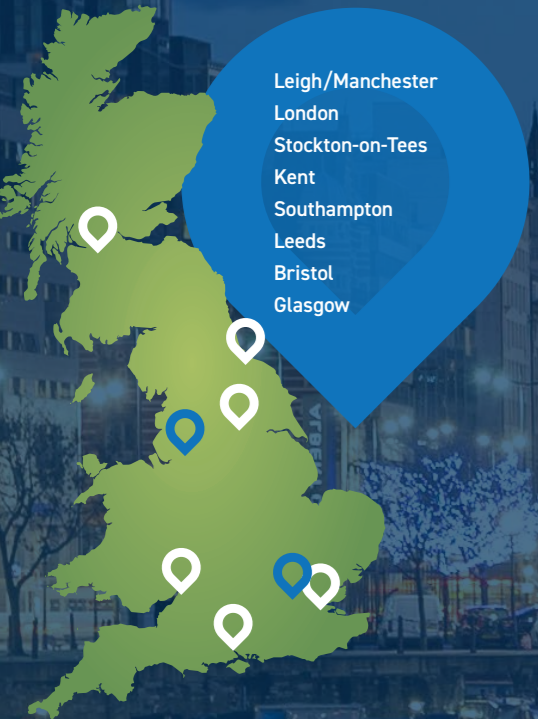 Leigh/Manchester
London
Stockton-on-Tees
Kent
Southampton
Leeds
Bristol
Glasgow